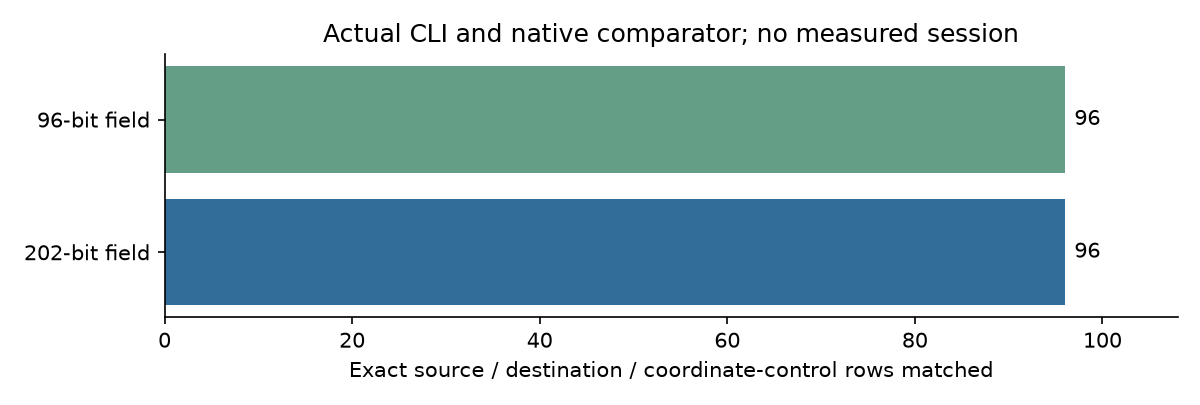 Actual CLI and native comparator; no measured session
96-bit field
96
202-bit field
96
0 20 40 60 80 100
Exact source / destination / coordinate-control rows matched